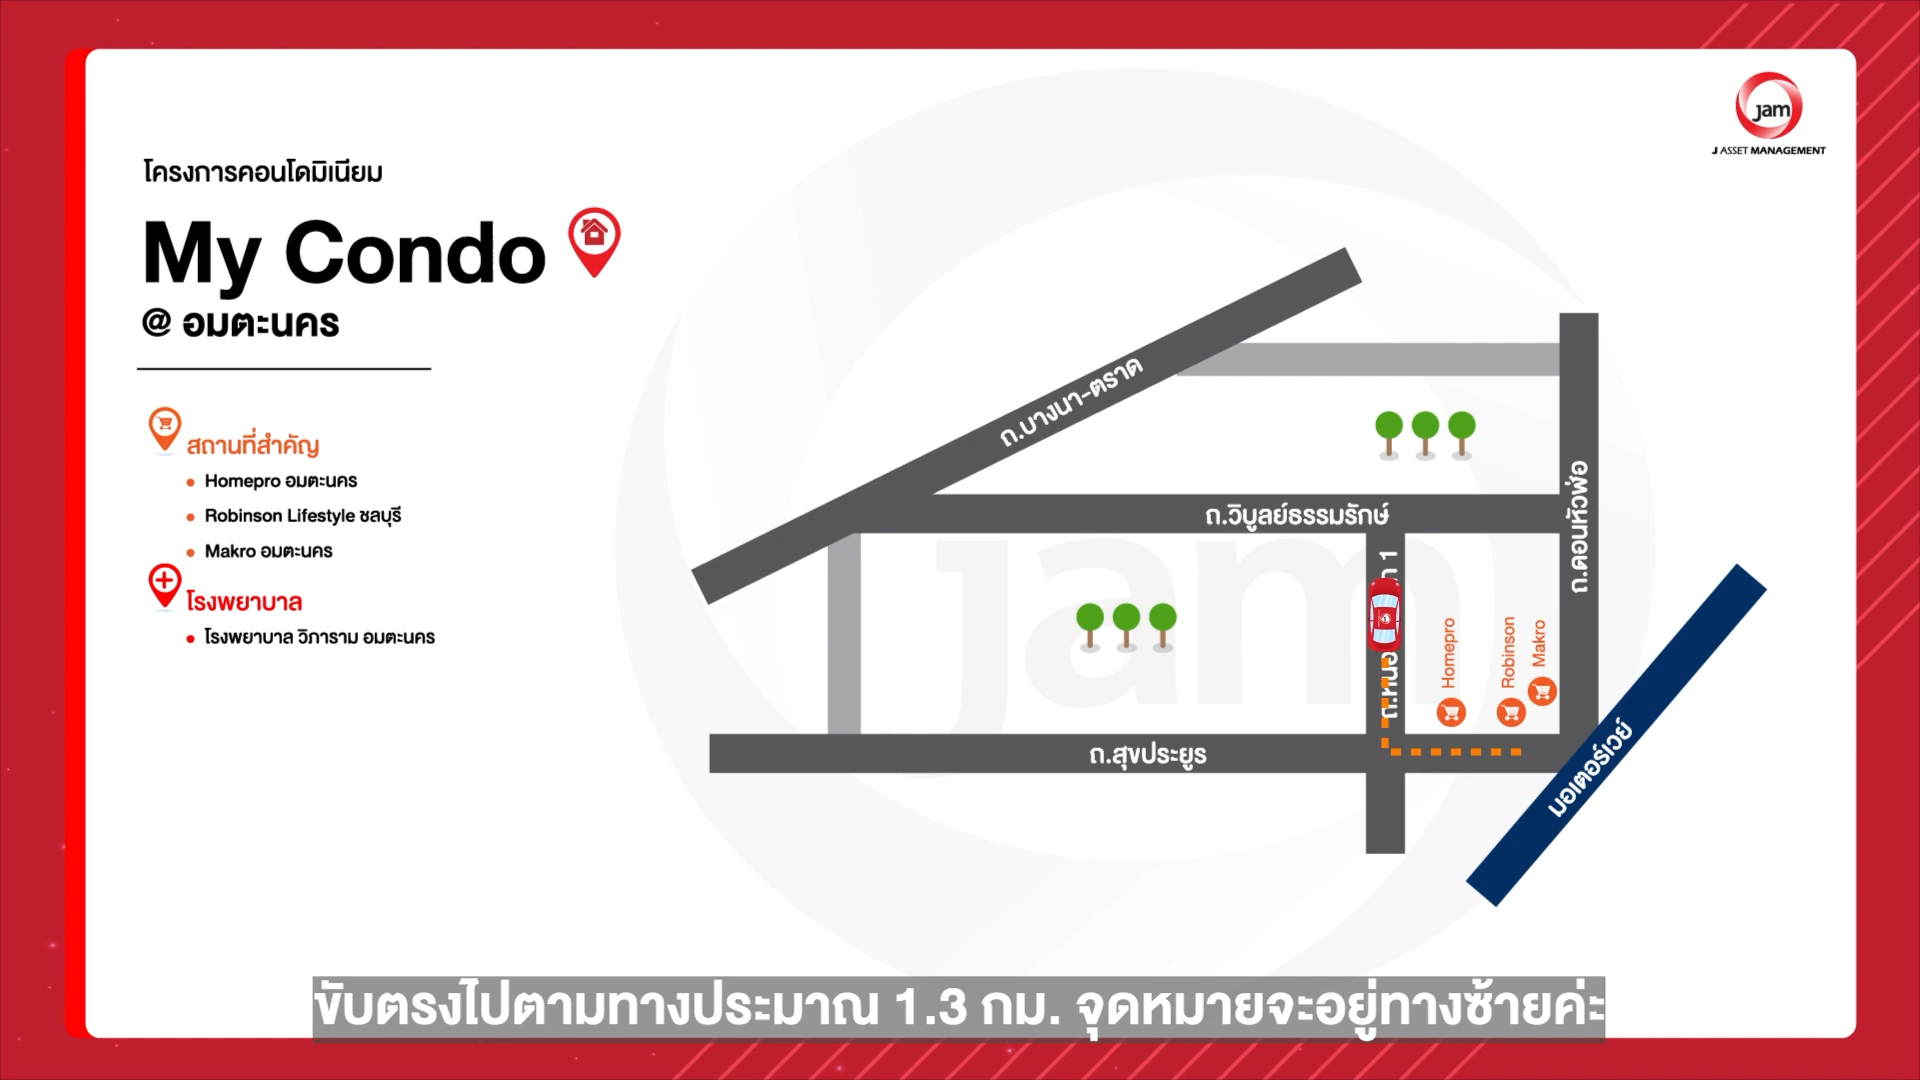 jam
J ASSET MANAGEMENT
โครงการคอนโดมิเนียม
My Condo
@ อมตะนคร
สถานที่สำคัญ
Homepro อมตะนคร
Robinson Lifestyle ชลบุรี
Makro อมตะนคร
โรงพยาบาล
โรงพยาบาล วิภาราม อมตะนคร
ถ.บางนา-ตราด
ถ.วิบูลย์ธรรมรักษ์
ถ.ดอนหัวฬ่อ
1
Homepro
Robinson
Makro
ถ.สุขประยูร
มอเตอร์เวย์
jam
ขับตรงไปตามทางประมาณ 1.3 กม. จุดหมายจะอยู่ทางซ้ายค่ะ